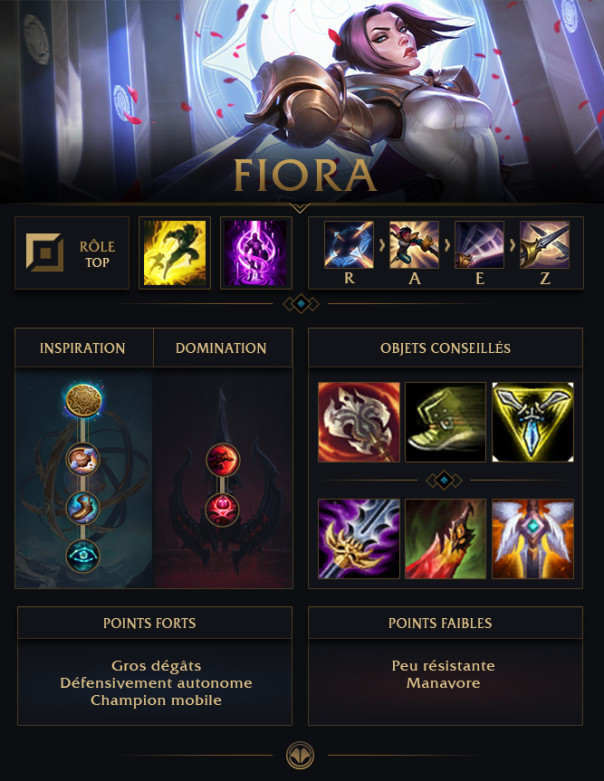 FIORA
RÔLE
TOP
R
A
E
Z
INSPIRATION
DOMINATION
OBJETS CONSEILLÉS
POINTS FORTS
Gros dégâts
Défensivement autonome
Champion mobile
POINTS FAIBLES
Peu résistante
Manavore